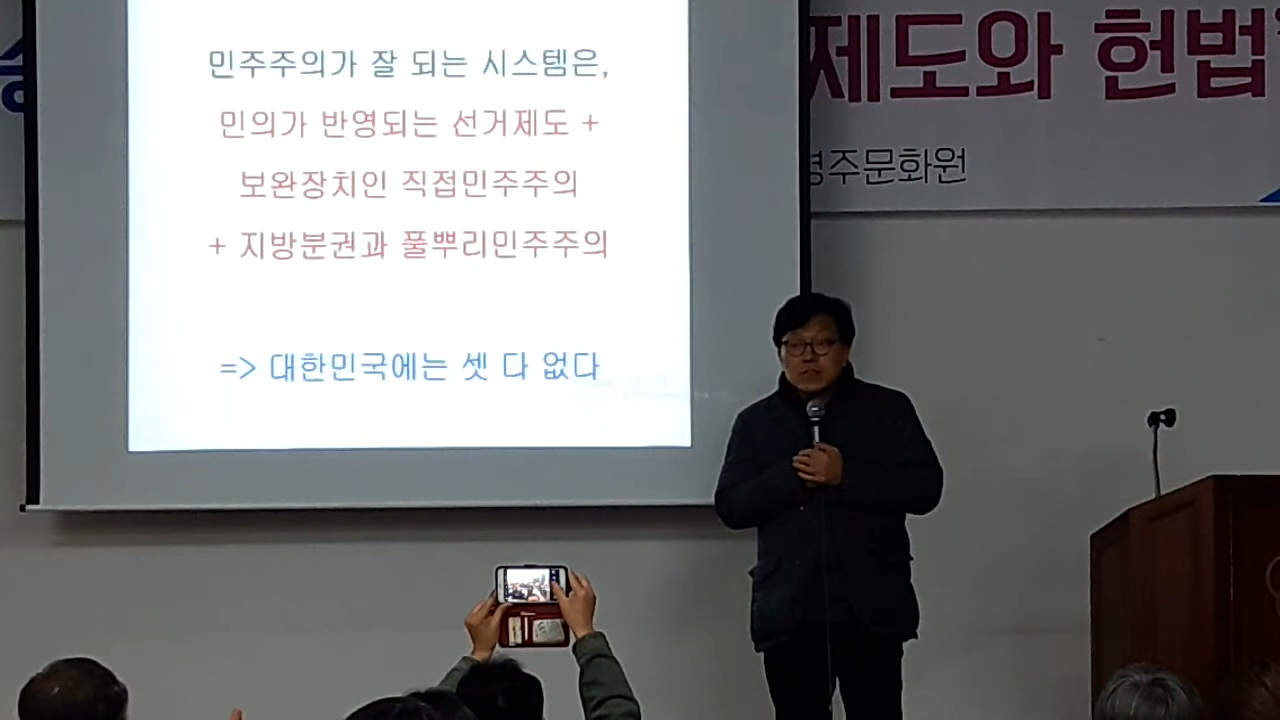 민주주의가 잘 되는 시스템은,
민의가 반영되는 선거제도 +
보완장치인 직접민주주의
+ 지방분권과 풀뿌리민주주의
=> 대한민국에는 셋 다 없다
제도와 헌법
영주문화원